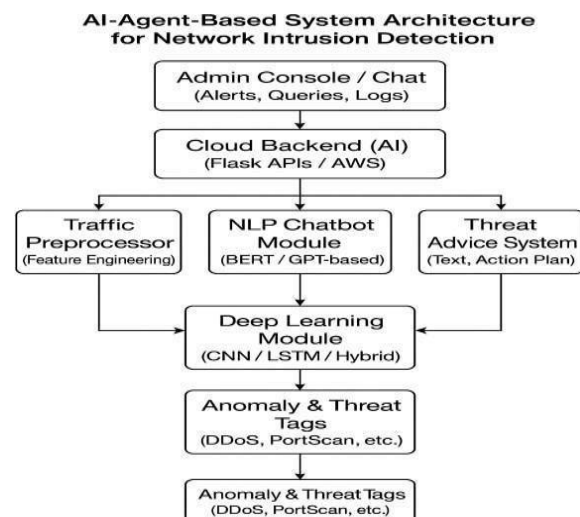 AI-Agent-Based System Architecture
for Network Intrusion Detection
Admin Console / Chat
(Alerts, Queries, Logs)
Cloud Backend (AI)
(Flask APIs / AWS)
Traffic
Preprocessor
(Feature Engineering)
NLP Chatbot
Module
(BERT / GPT-based)
Threat
Advice System
(Text, Action Plan)
Deep Learning
Module
(CNN / LSTM / Hybrid)
Anomaly & Threat
Tags
(DDoS, PortScan, etc.)
Anomaly & Threat Tags
(DDoS, PortScan, etc.)